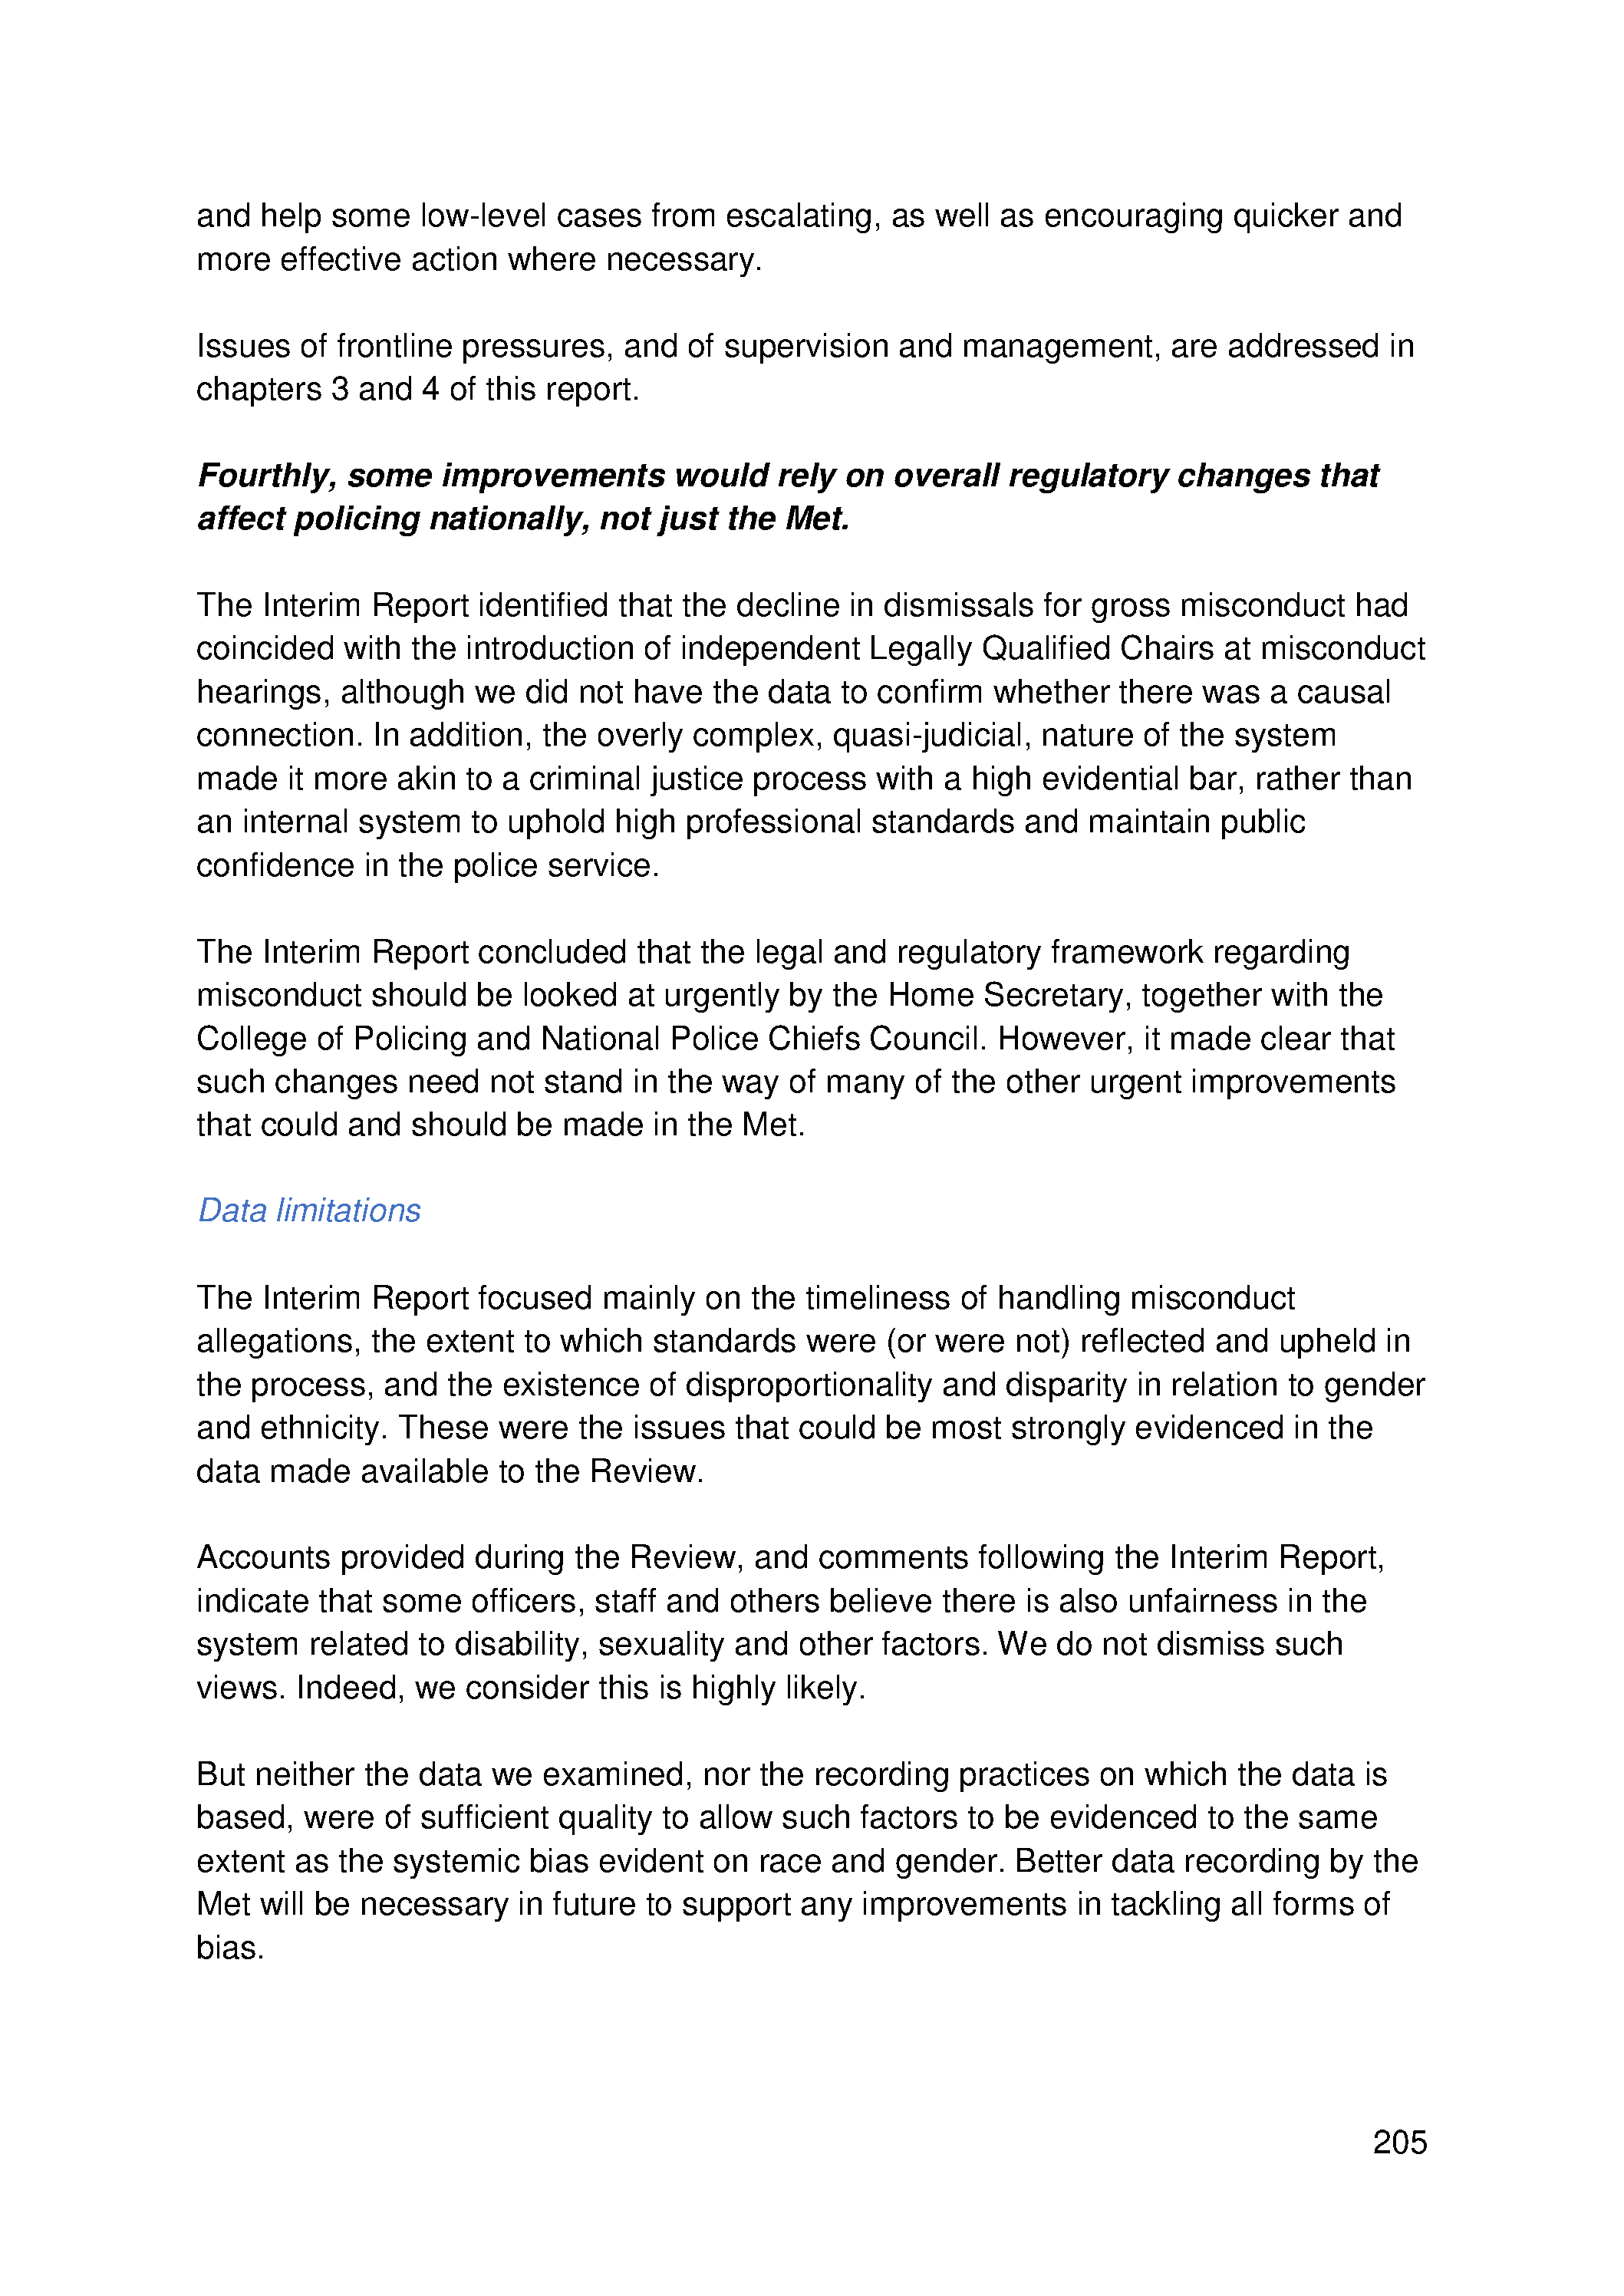 and help some low-level cases from escalating, as well as encouraging quicker and
more effective action where necessary.
Issues of frontline pressures, and of supervision and management, are addressed in
chapters 3 and 4 of this report.
Fourthly, some improvements would rely on overall regulatory changes that
affect policing nationally, not just the Met.
The Interim Report identified that the decline in dismissals for gross misconduct had
coincided with the introduction of independent Legally Qualified Chairs at misconduct
hearings, although we did not have the data to confirm whether there was a causal
connection. In addition, the overly complex, quasi-judicial, nature of the system
made it more akin to a criminal justice process with a high evidential bar, rather than
an internal system to uphold high professional standards and maintain public
confidence in the police service.
The Interim Report concluded that the legal and regulatory framework regarding
misconduct should be looked at urgently by the Home Secretary, together with the
College of Policing and National Police Chiefs Council. However, it made clear that
such changes need not stand in the way of many of the other urgent improvements
that could and should be made in the Met.
Data limitations
The Interim Report focused mainly on the timeliness of handling misconduct
allegations, the extent to which standards were (or were not) reflected and upheld in
the process, and the existence of disproportionality and disparity in relation to gender
and ethnicity. These were the issues that could be most strongly evidenced in the
data made available to the Review.
Accounts provided during the Review, and comments following the Interim Report,
indicate that some officers, staff and others believe there is also unfairness in the
system related to disability, sexuality and other factors. We do not dismiss such
views. Indeed, we consider this is highly likely.
But neither the data we examined, nor the recording practices on which the data is
based, were of sufficient quality to allow such factors to be evidenced to the same
extent as the systemic bias evident on race and gender. Better data recording by the
Met will be necessary in future to support any improvements in tackling all forms of
bias.
205